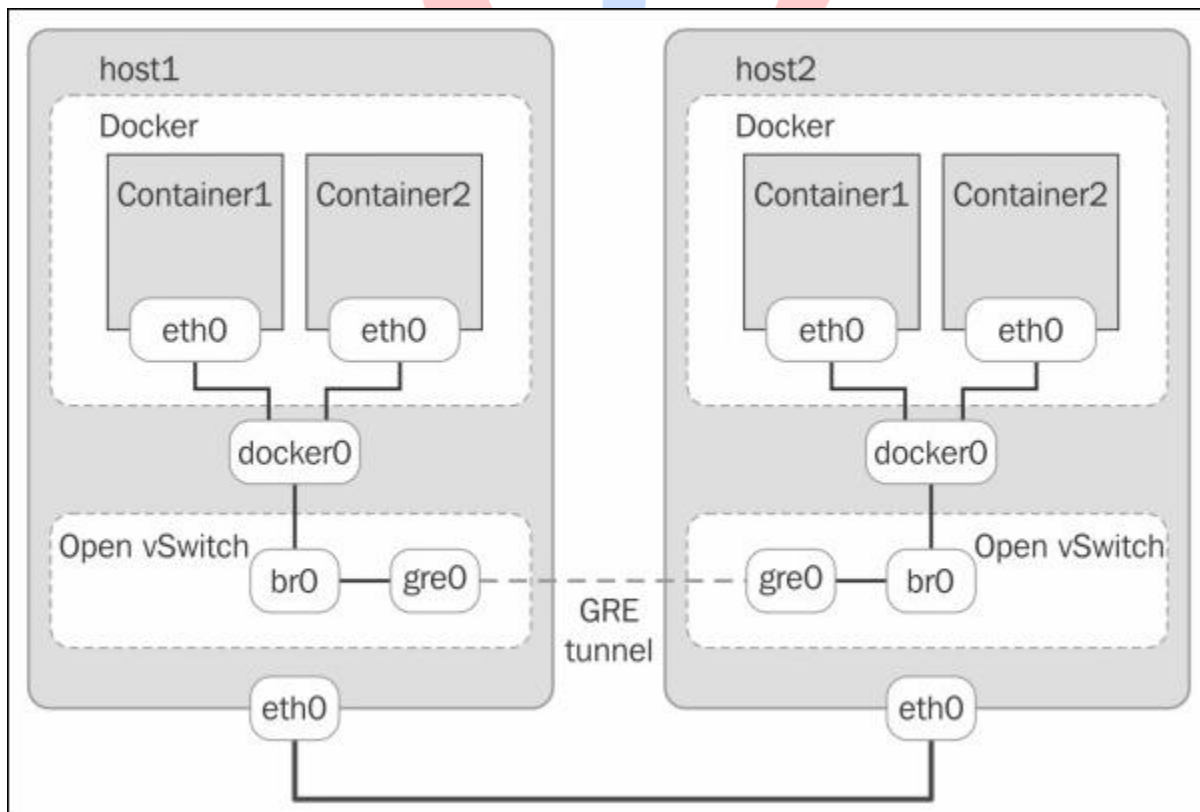 host1
Docker
Container1
Container2
eth0
eth0
docker0
Open vSwitch
br0
gre0
eth0
GRE
tunnel
host2
Docker
Container1
Container2
eth0
eth0
docker0
Open vSwitch
gre0
br0
eth0